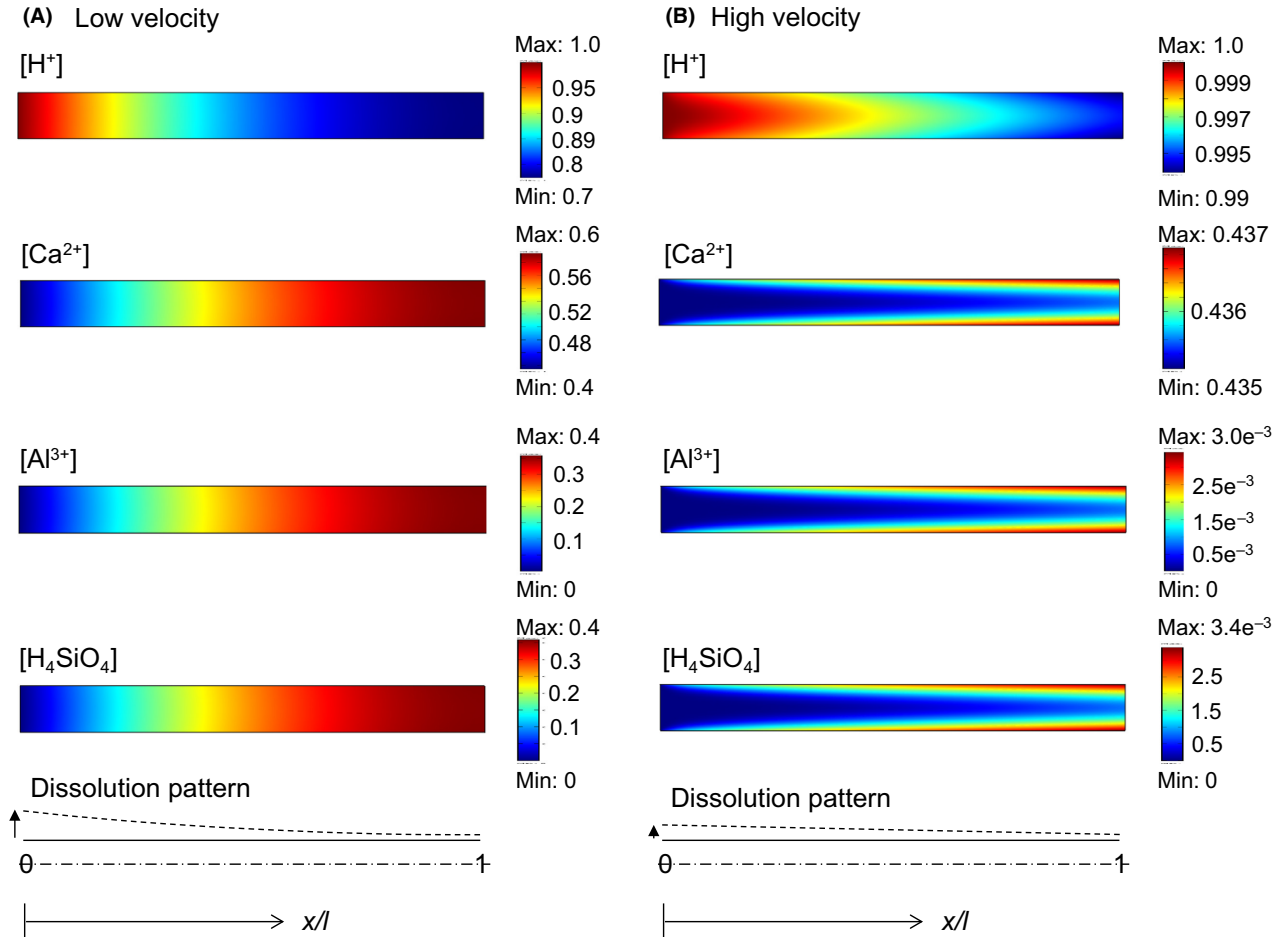 (A) Low velocity
[H⁺]
Max: 1.0
0.95
0.9
0.89
0.8
Min: 0.7
[Ca²⁺]
Max: 0.6
0.56
0.52
0.48
Min: 0.4
[Al³⁺]
Max: 0.4
0.3
0.2
0.1
Min: 0
[H₄SiO₄]
Max: 0.4
0.3
0.2
0.1
Min: 0
Dissolution pattern
0 1
x/l
(B) High velocity
[H⁺]
Max: 1.0
0.999
0.997
0.995
Min: 0.99
[Ca²⁺]
Max: 0.437
0.436
Min: 0.435
[Al³⁺]
Max: 3.0e⁻³
2.5e⁻³
1.5e⁻³
0.5e⁻³
Min: 0
[H₄SiO₄]
Max: 3.4e⁻³
2.5
1.5
0.5
Min: 0
Dissolution pattern
0 1
x/l